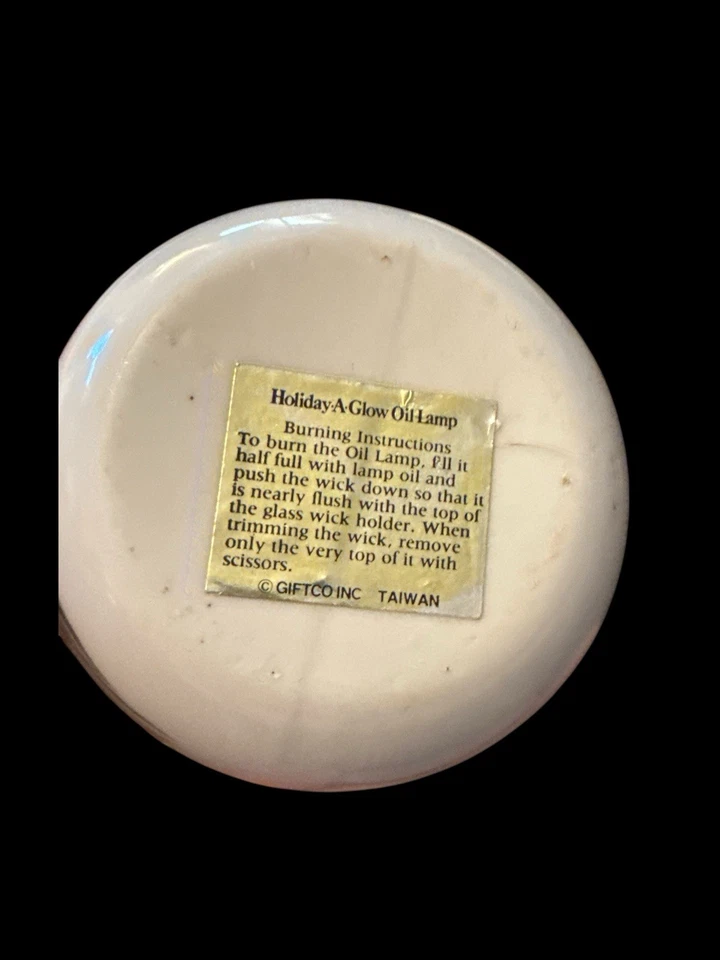 Holiday·A·Glow Oil Lamp
Burning Instructions
To burn the Oil Lamp, fill it
half full with lamp oil and
push the wick down so that it
is nearly flush with the top of
the glass wick holder. When
trimming the wick, remove
only the very top of it with
scissors.
© GIFTCO INC TAIWAN